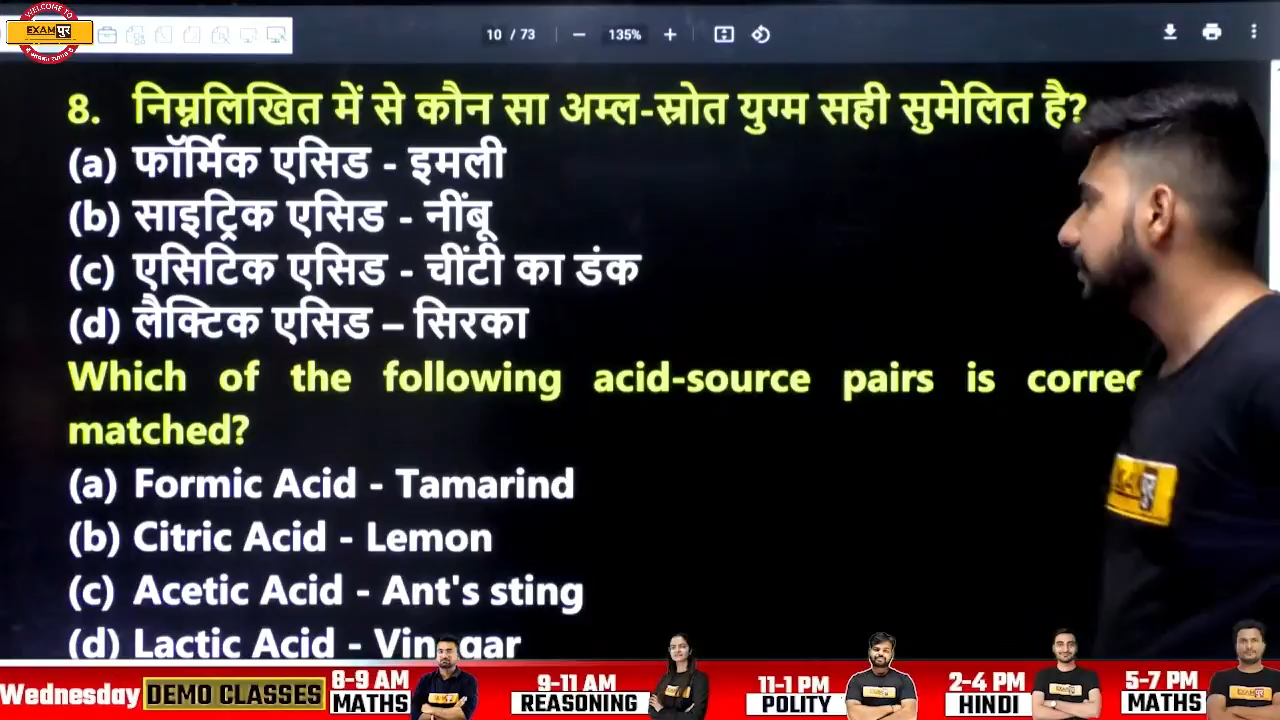 WELCOME TO
EXAMपुर
10 / 73
135%
8. निम्नलिखित में से कौन सा अम्ल-स्रोत युग्म सही सुमेलित है?
(a) फॉर्मिक एसिड - इमली
(b) साइट्रिक एसिड - नींबू
(c) एसिटिक एसिड - चींटी का डंक
(d) लैक्टिक एसिड – सिरका
Which of the following acid-source pairs is correc
matched?
(a) Formic Acid - Tamarind
(b) Citric Acid - Lemon
(c) Acetic Acid - Ant's sting
(d) Lactic Acid - Vinegar
Wednesday DEMO CLASSES
8-9 AM
MATHS
9-11 AM
REASONING
11-1 PM
POLITY
2-4 PM
HINDI
5-7 PM
MATHS